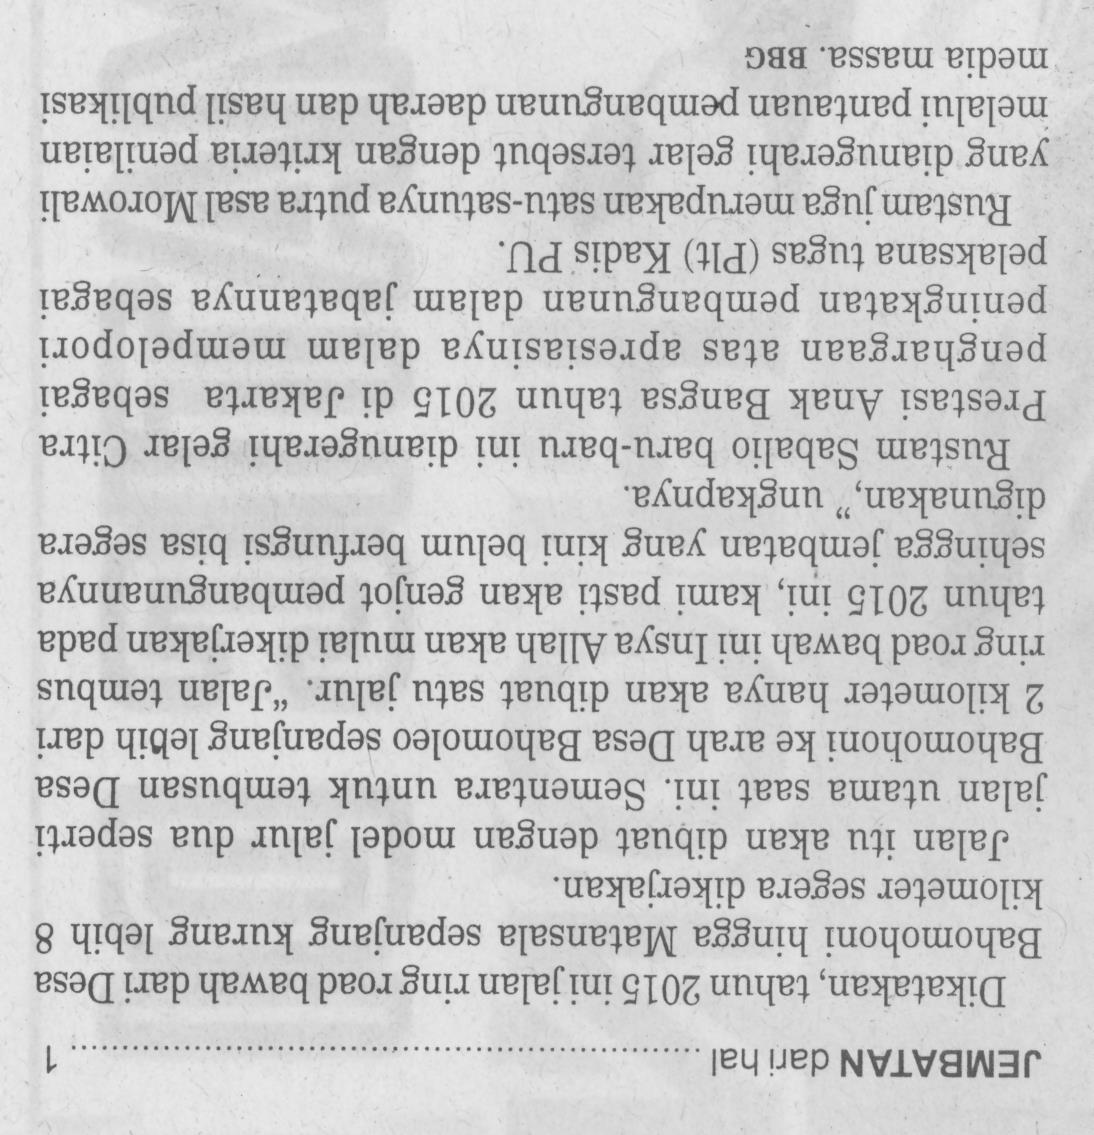 JEMBATAN dari hal ........................................................ 1
Dikatakan, tahun 2015 ini jalan ring road bawah dari Desa
Bahomohoni hingga Matansala sepanjang kurang lebih 8
kilometer segera dikerjakan.
Jalan itu akan dibuat dengan model jalur dua seperti
jalan utama saat ini. Sementara untuk tembusan Desa
Bahomohoni ke arah Desa Bahomoleo sepanjang lebih dari
2 kilometer hanya akan dibuat satu jalur. “Jalan tembus
ring road bawah ini Insya Allah akan mulai dikerjakan pada
tahun 2015 ini, kami pasti akan genjot pembangunannya
sehingga jembatan yang kini belum berfungsi bisa segera
digunakan,” ungkapnya.
Rustam Sabalio baru-baru ini dianugerahi gelar Citra
Prestasi Anak Bangsa tahun 2015 di Jakarta sebagai
penghargaan atas apresiasinya dalam mempelopori
peningkatan pembangunan dalam jabatannya sebagai
pelaksana tugas (Plt) Kadis PU.
Rustam juga merupakan satu-satunya putra asal Morowali
yang dianugerahi gelar tersebut dengan kriteria penilaian
melalui pantauan pembangunan daerah dan hasil publikasi
media massa. BBG